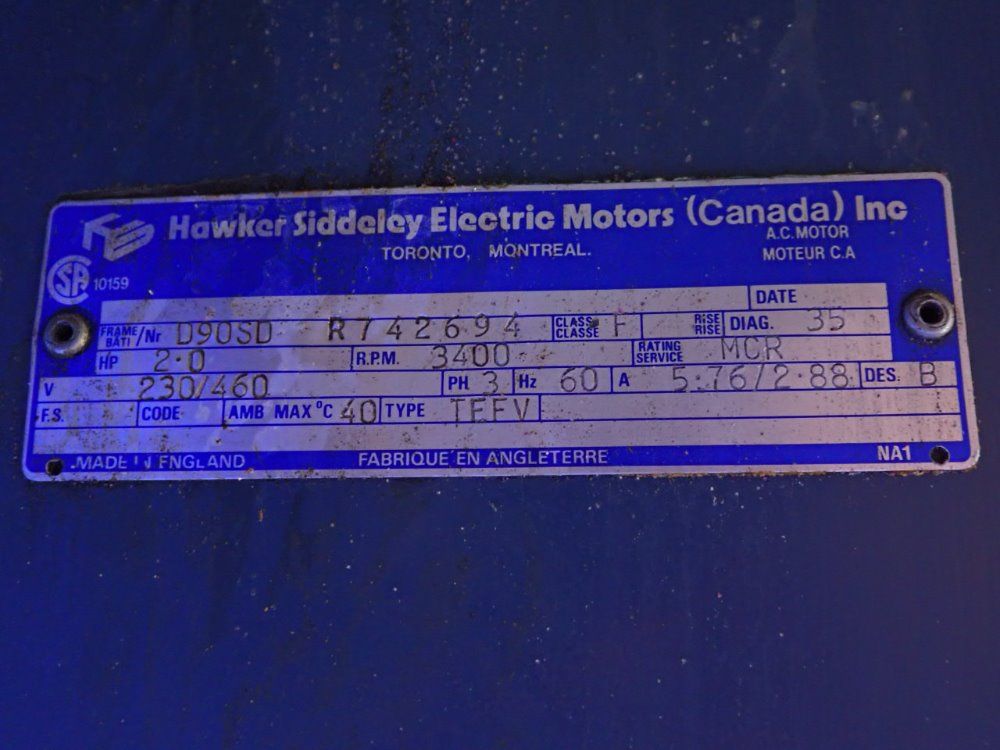 Hawker Siddeley Electric Motors (Canada) Inc
TORONTO, MONTREAL.
A.C. MOTOR
MOTEUR C.A
CSA 10159
DATE
FRAME/Nr BATI D90SD R742694 CLASS CLASSE F RISE RISE DIAG. 35
HP 2.0 R.P.M. 3400 RATING SERVICE MCR
V 230/460 PH 3 Hz 60 A 5.76/2.88 DES. B
F.S. CODE AMB MAX °C 40 TYPE TEFV
MADE IN ENGLAND FABRIQUE EN ANGLETERRE NA1